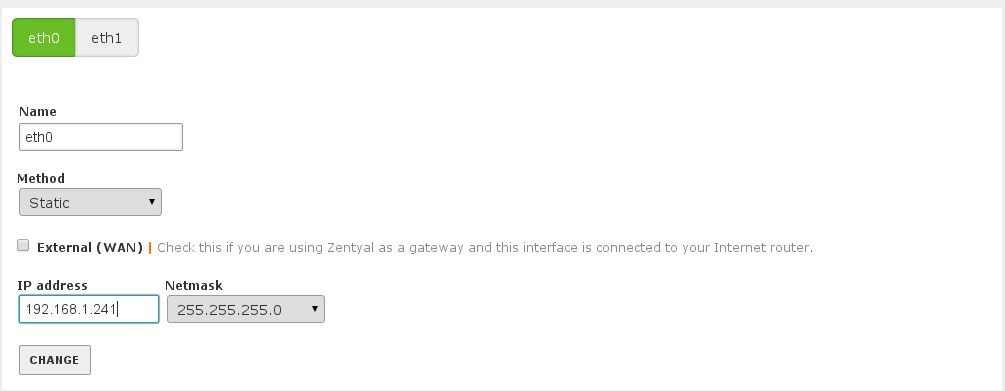 eth0 eth1
Name
eth0
Method
Static
External (WAN) | Check this if you are using Zentyal as a gateway and this interface is connected to your Internet router.
IP address Netmask
192.168.1.241 255.255.255.0
CHANGE